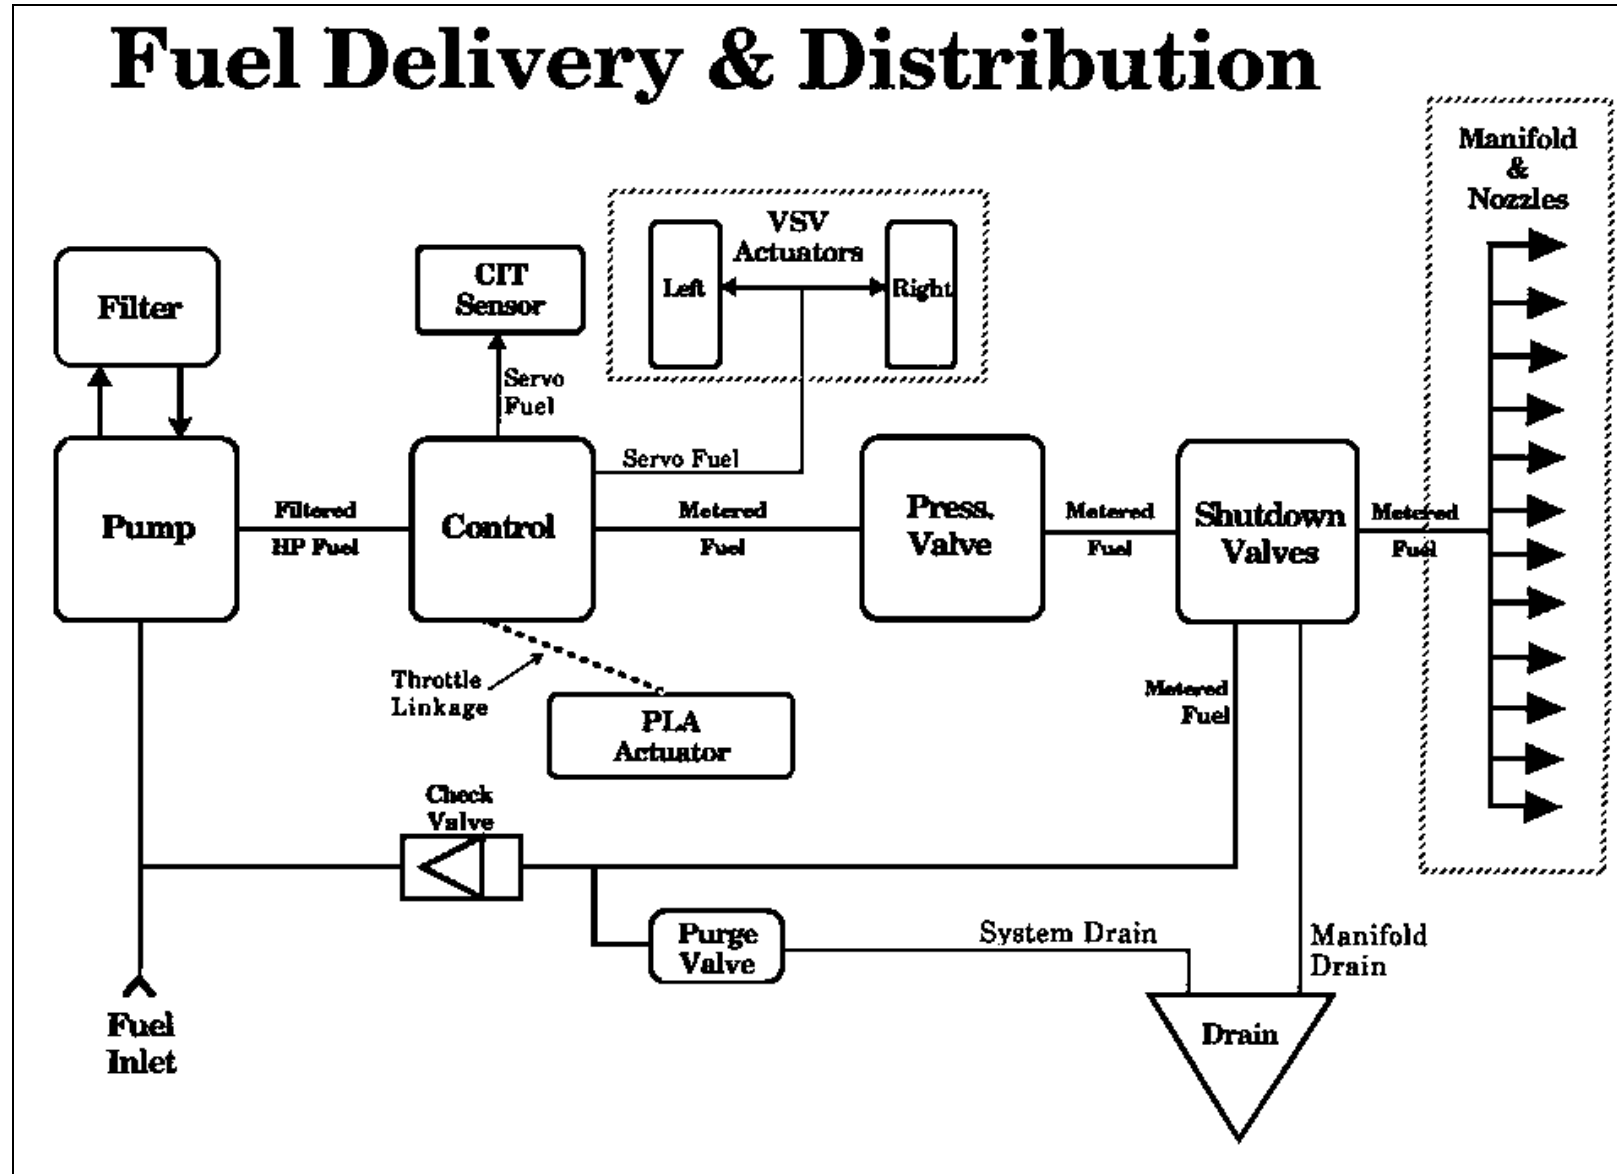 Fuel Delivery & Distribution
Manifold
&
Nozzles
VSV
Actuators
Left
Right
CIT
Sensor
Filter
Servo
Fuel
Servo Fuel
Pump
Filtered
HP Fuel
Control
Metered
Fuel
Press.
Valve
Metered
Fuel
Shutdown
Valves
Metered
Fuel
Throttle
Linkage
PLA
Actuator
Metered
Fuel
Check
Valve
Purge
Valve
System Drain
Manifold
Drain
Fuel
Inlet
Drain